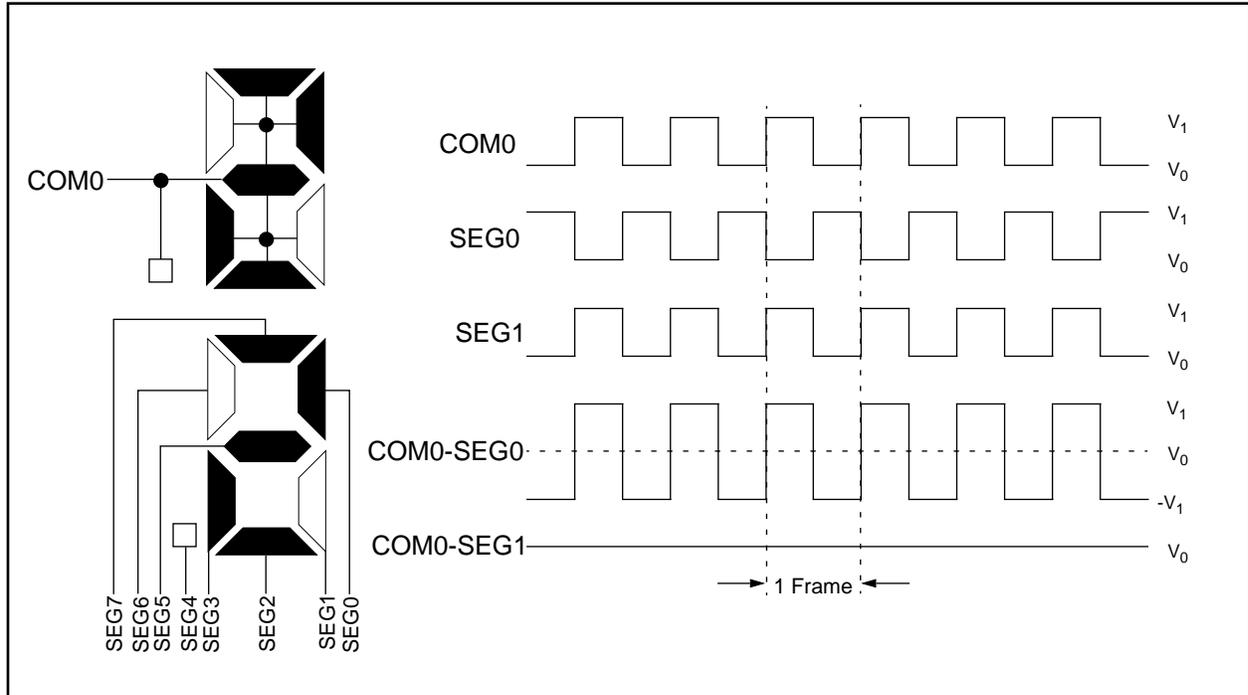 COM0
SEG7
SEG6
SEG5
SEG4
SEG3
SEG2
SEG1
SEG0
COM0
V1
V0
SEG0
V1
V0
SEG1
V1
V0
COM0-SEG0
V1
V0
-V1
COM0-SEG1
V0
1 Frame